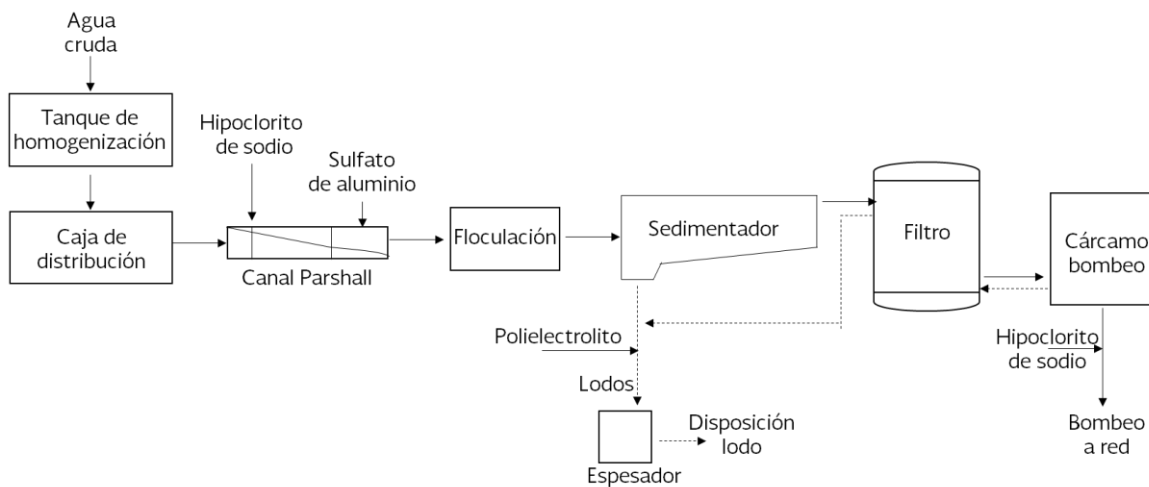 Agua
cruda
Tanque de
homogenización
Caja de
distribución
Hipoclorito
de sodio
Sulfato
de aluminio
Canal Parshall
Floculación
Sedimentador
Filtro
Cárcamo
bombeo
Polielectrolito
Lodos
Espesador
Disposición
lodo
Hipoclorito
de sodio
Bombeo
a red